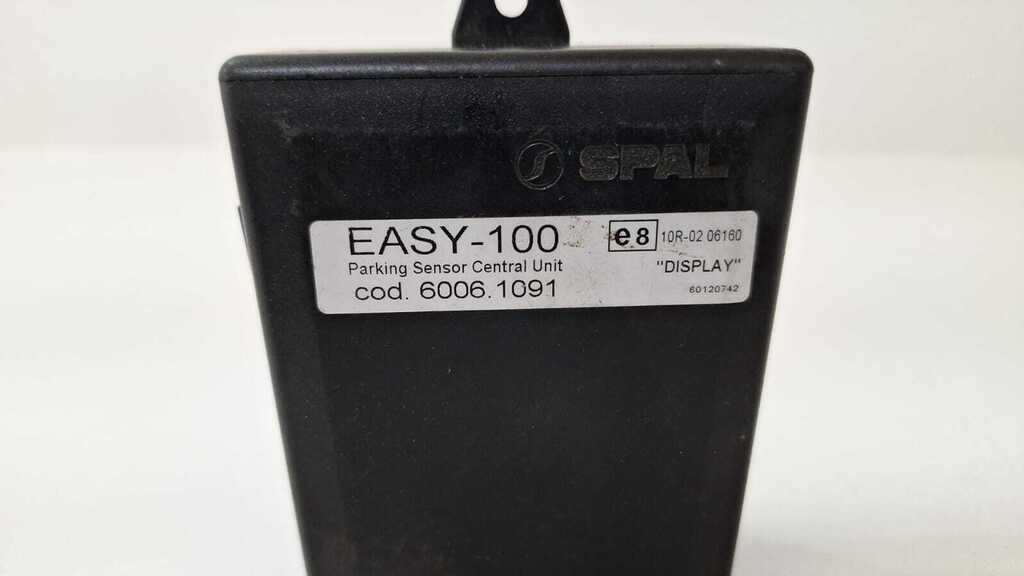 SPAL
EASY-100
e8 10R-02 06160
Parking Sensor Central Unit
"DISPLAY"
cod. 6006.1091
60120742